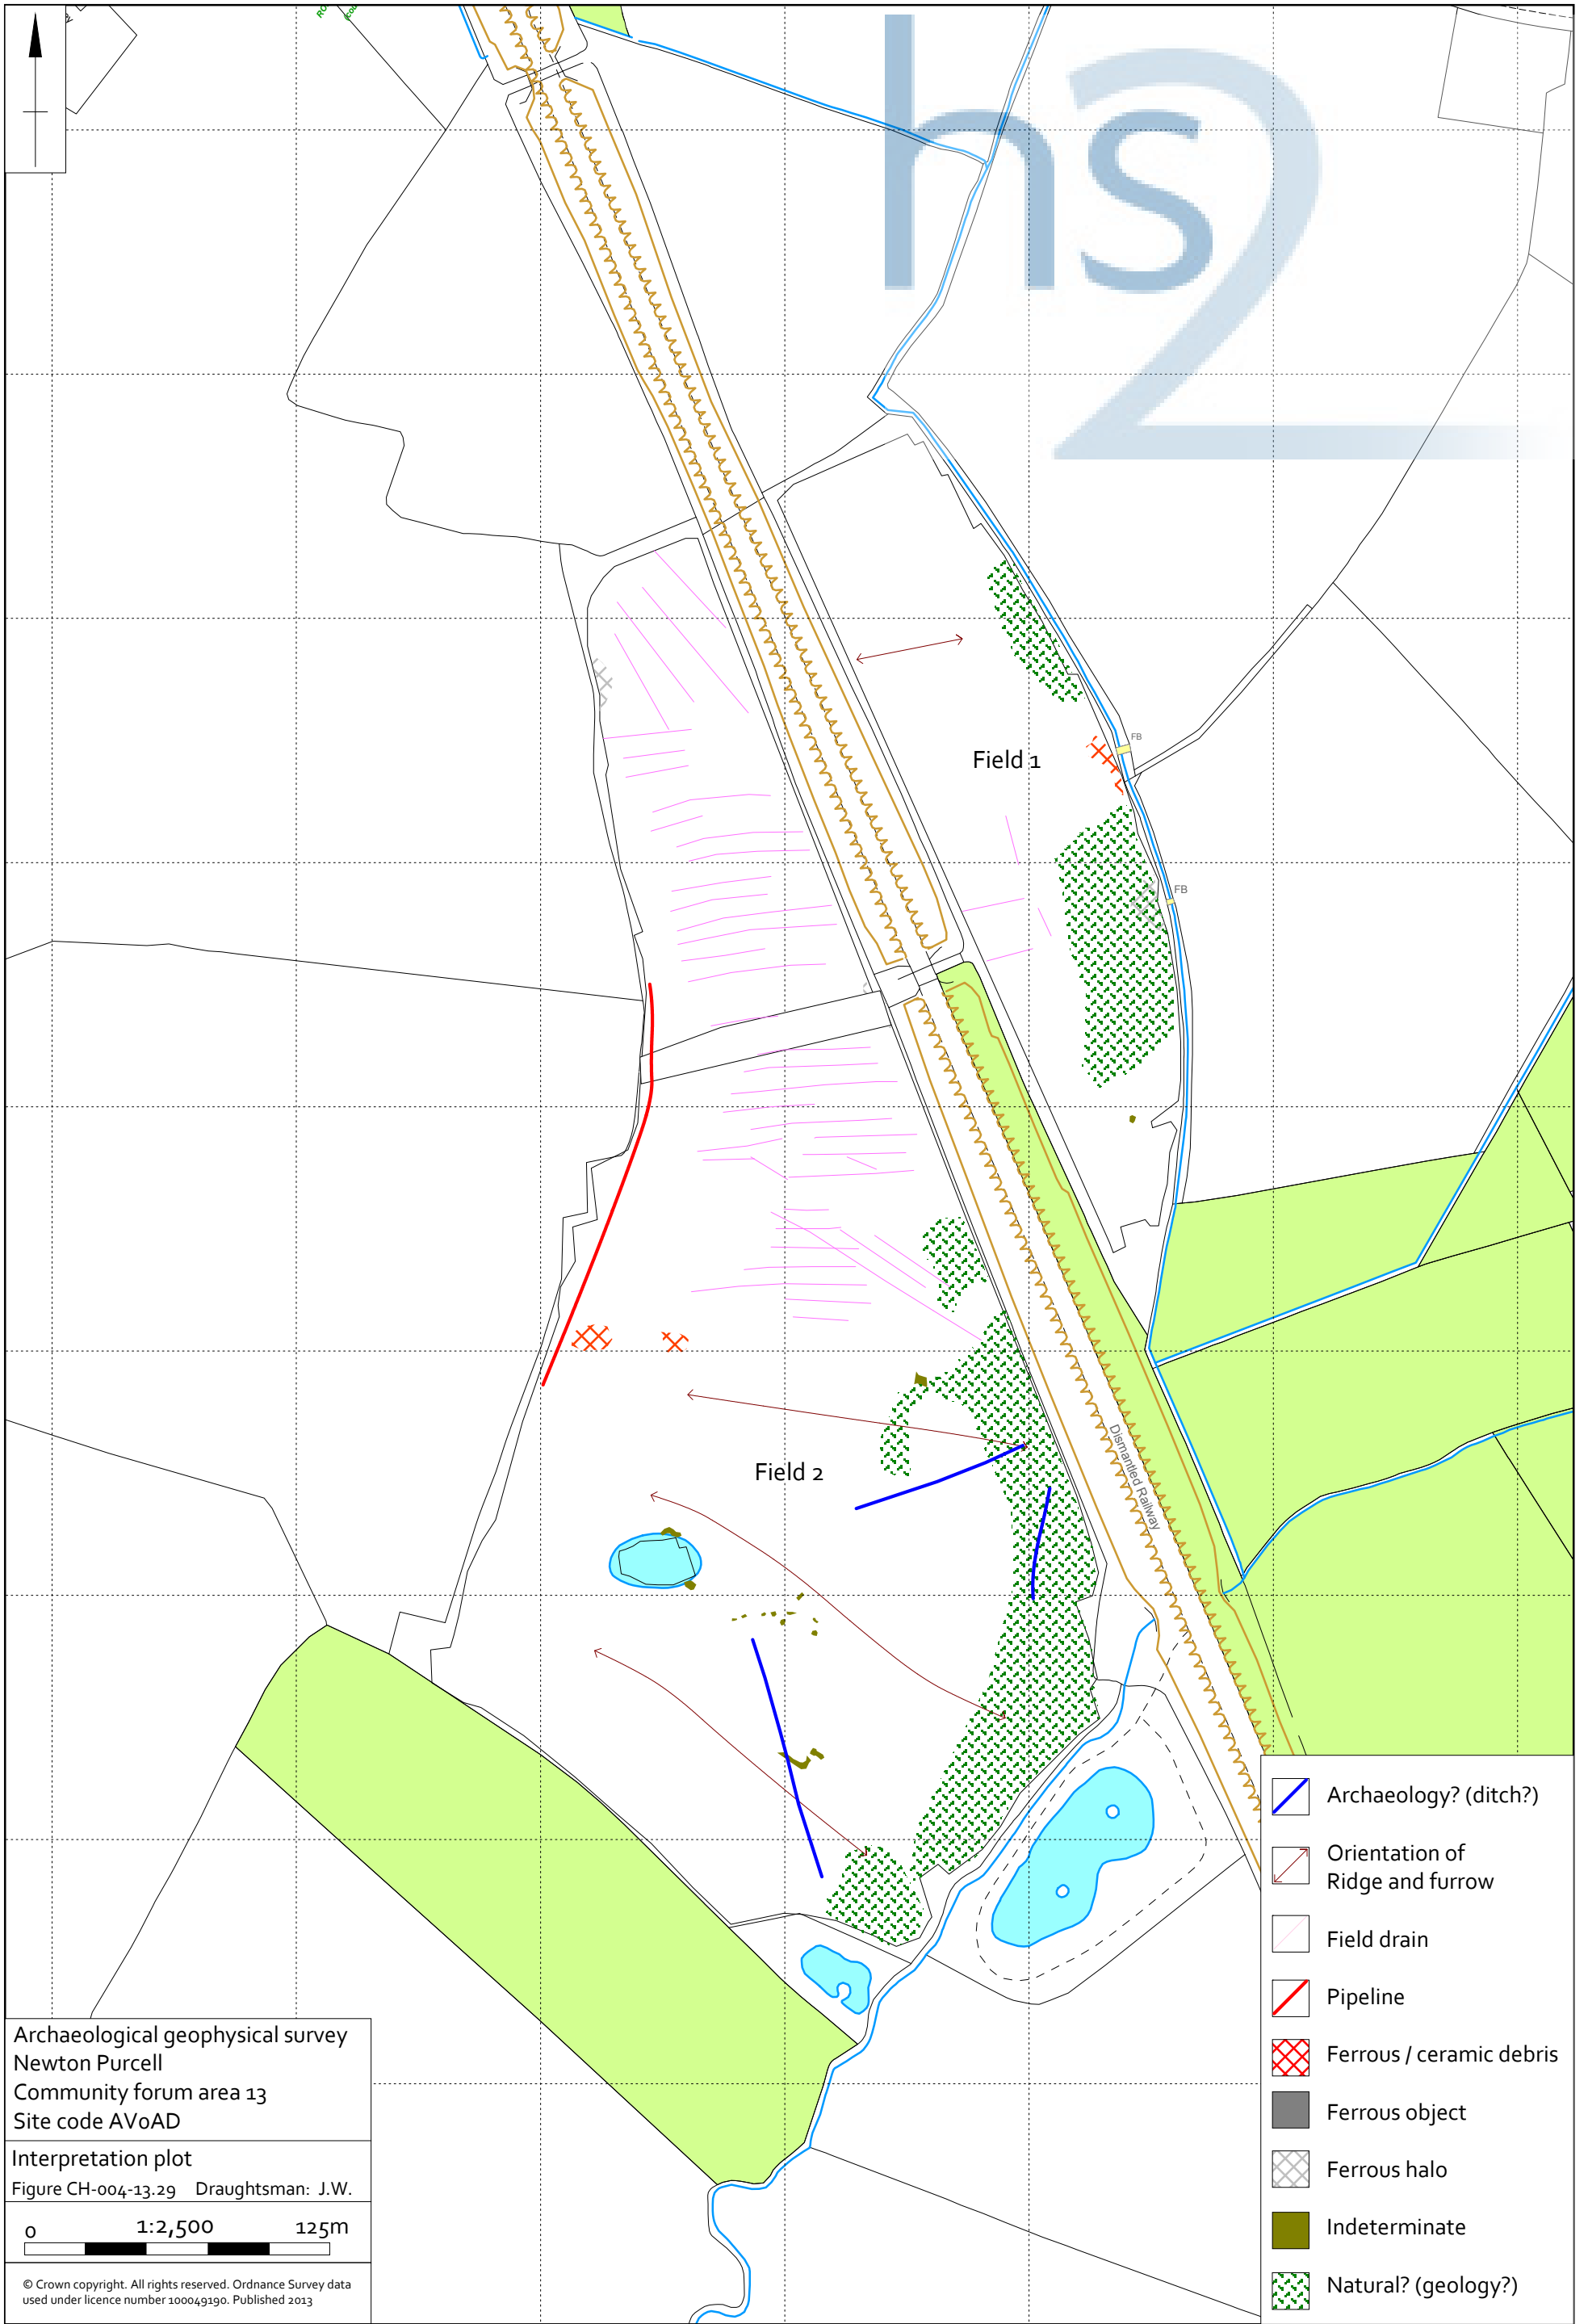 hs2
Field 1
FB
FB
Field 2
Dismantled Railway
Archaeology? (ditch?)
Orientation of
Ridge and furrow
Field drain
Pipeline
Ferrous / ceramic debris
Ferrous object
Ferrous halo
Indeterminate
Natural? (geology?)
Archaeological geophysical survey
Newton Purcell
Community forum area 13
Site code AV0AD
Interpretation plot
Figure CH-004-13.29 Draughtsman: J.W.
0 1:2,500 125m
© Crown copyright. All rights reserved. Ordnance Survey data
used under licence number 100049190. Published 2013